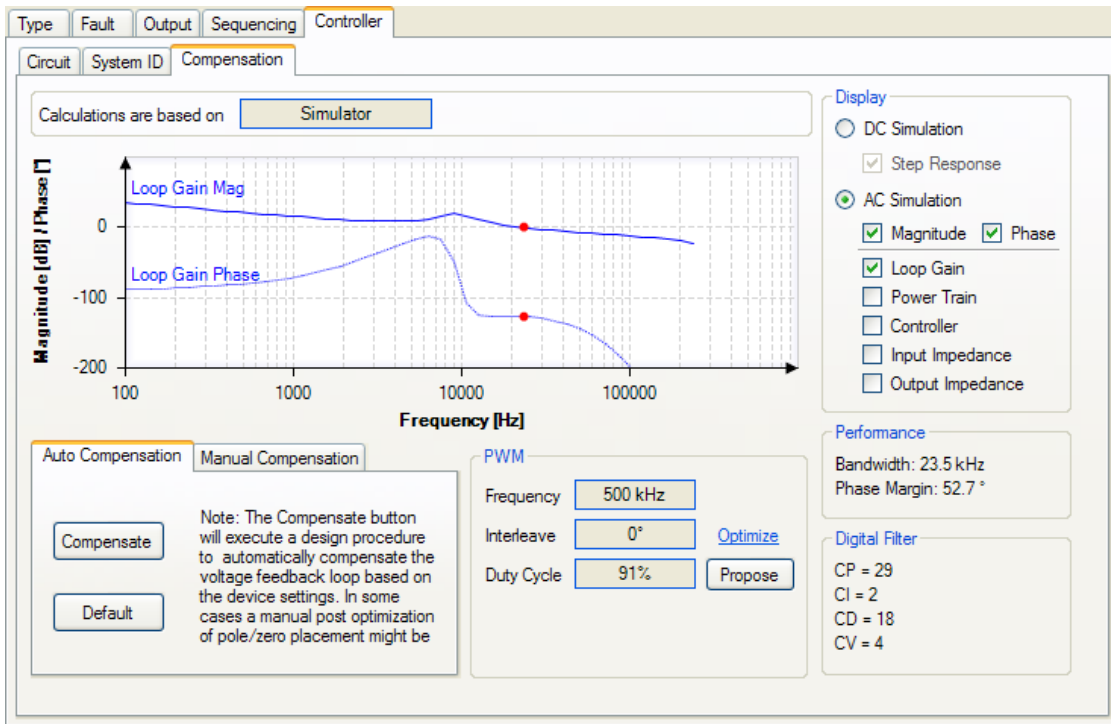 Type Fault Output Sequencing Controller
Circuit System ID Compensation
Calculations are based on Simulator
Magnitude [dB] / Phase [°]
Loop Gain Mag
Loop Gain Phase
0
-100
-200
100 1000 10000 100000
Frequency [Hz]
Display
DC Simulation
Step Response
AC Simulation
Magnitude Phase
Loop Gain
Power Train
Controller
Input Impedance
Output Impedance
Performance
Bandwidth: 23.5 kHz
Phase Margin: 52.7 °
Digital Filter
CP = 29
CI = 2
CD = 18
CV = 4
Auto Compensation Manual Compensation
Compensate
Default
Note: The Compensate button
will execute a design procedure
to automatically compensate the
voltage feedback loop based on
the device settings. In some
cases a manual post optimization
of pole/zero placement might be
PWM
Frequency 500 kHz
Interleave 0° Optimize
Duty Cycle 91% Propose